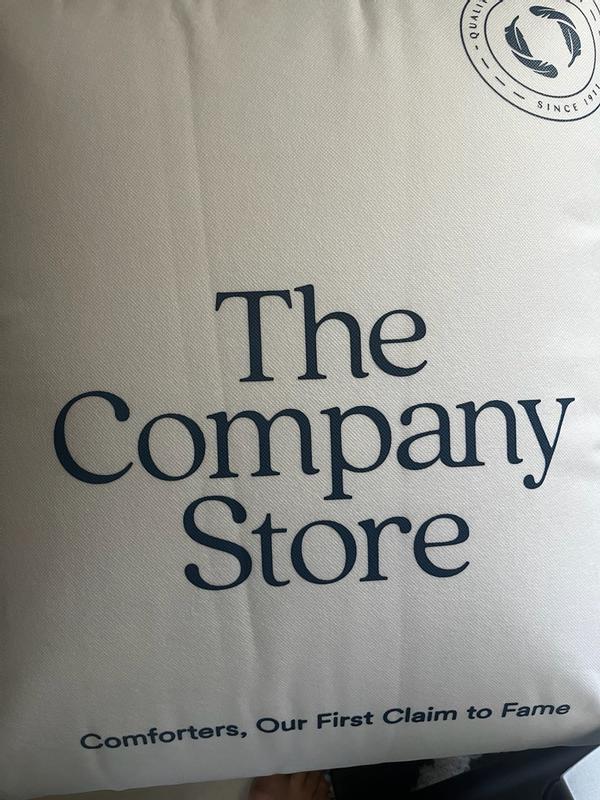 SINCE 1911
The
Company
Store
Comforters, Our First Claim to Fame